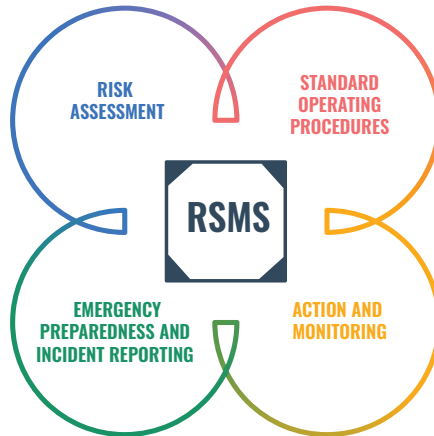 RISK
ASSESSMENT
STANDARD
OPERATING
PROCEDURES
RSMS
EMERGENCY
PREPAREDNESS AND
INCIDENT REPORTING
ACTION AND
MONITORING